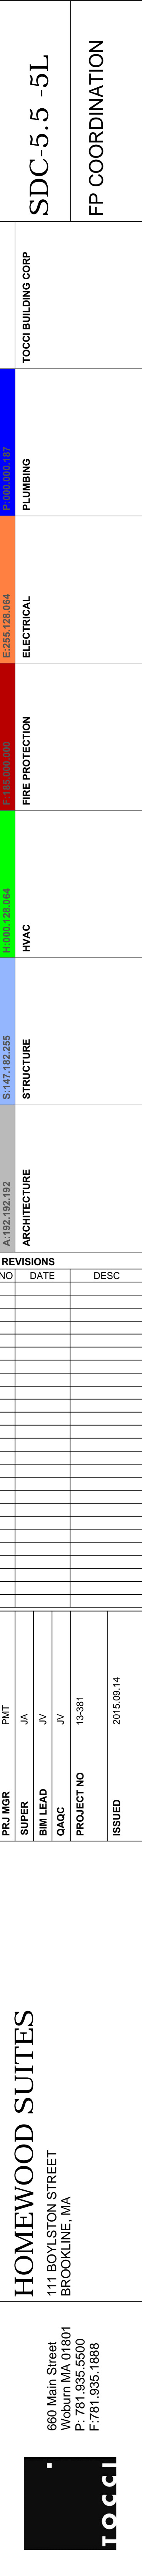 SDC-5.5 -5L
FP COORDINATION
TOCCI BUILDING CORP
P:000.000.187
PLUMBING
E:255.128.064
ELECTRICAL
F:185.000.000
FIRE PROTECTION
H:000.128.064
HVAC
S:147.182.255
STRUCTURE
A:192.192.192
ARCHITECTURE
REVISIONS
NO DATE DESC
PRJ MGR PMT
SUPER JA
BIM LEAD JV
QAQC JV
PROJECT NO 13-381
ISSUED 2015.09.14
HOMEWOOD SUITES
111 BOYLSTON STREET
BROOKLINE, MA
660 Main Street
Woburn MA 01801
P: 781.935.5500
F:781.935.1888
TOCCI